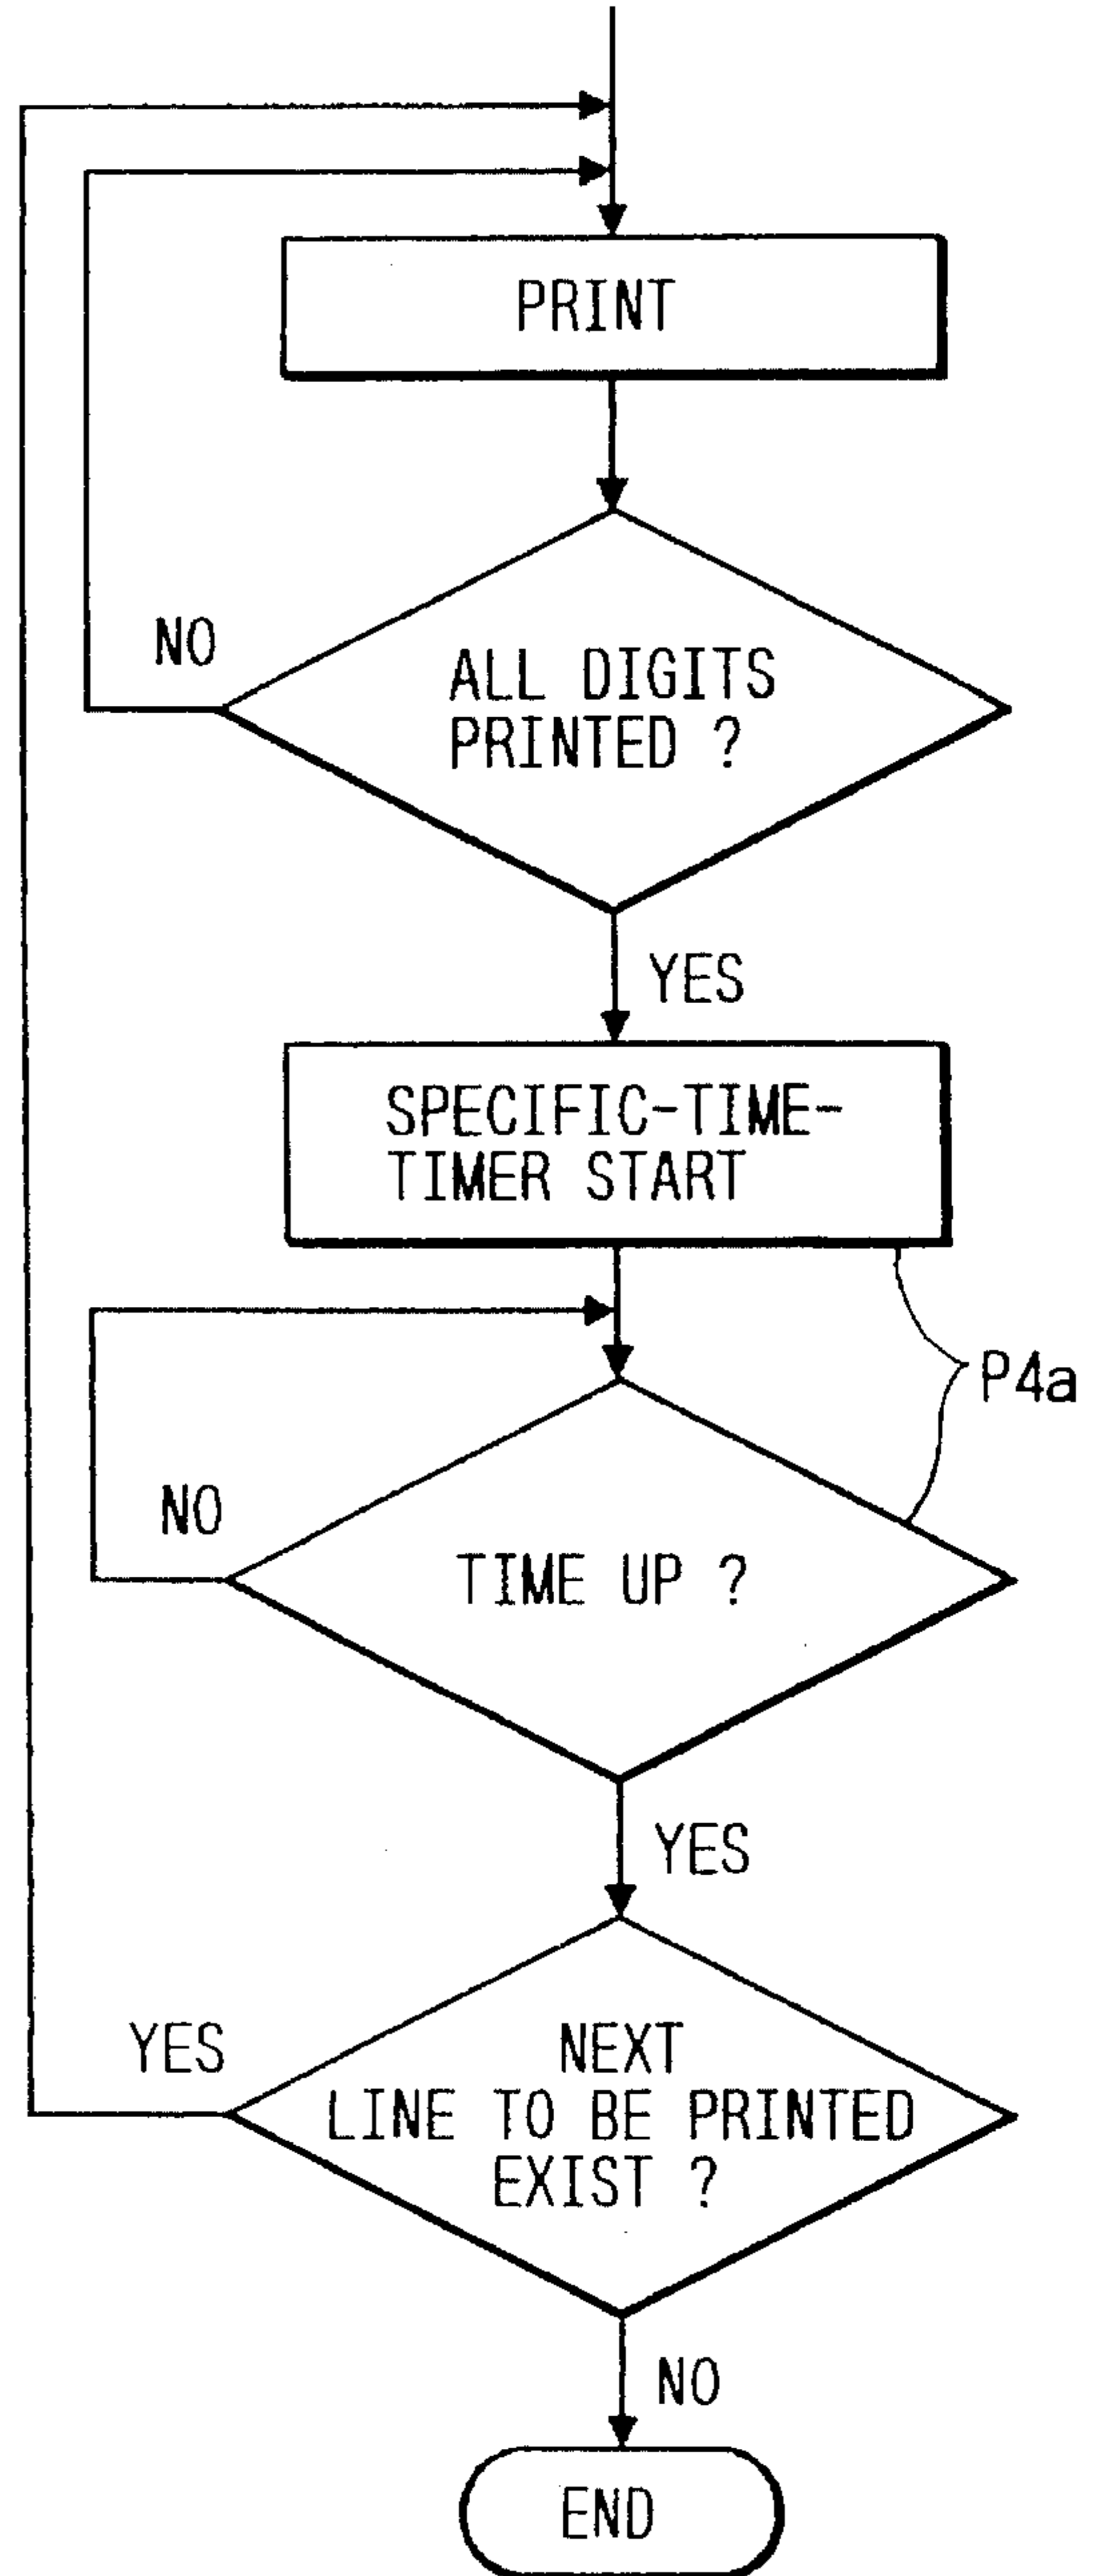 PRINT
NO
ALL DIGITS
PRINTED ?
YES
SPECIFIC-TIME-
TIMER START
P4a
NO
TIME UP ?
YES
YES
NEXT
LINE TO BE PRINTED
EXIST ?
NO
END